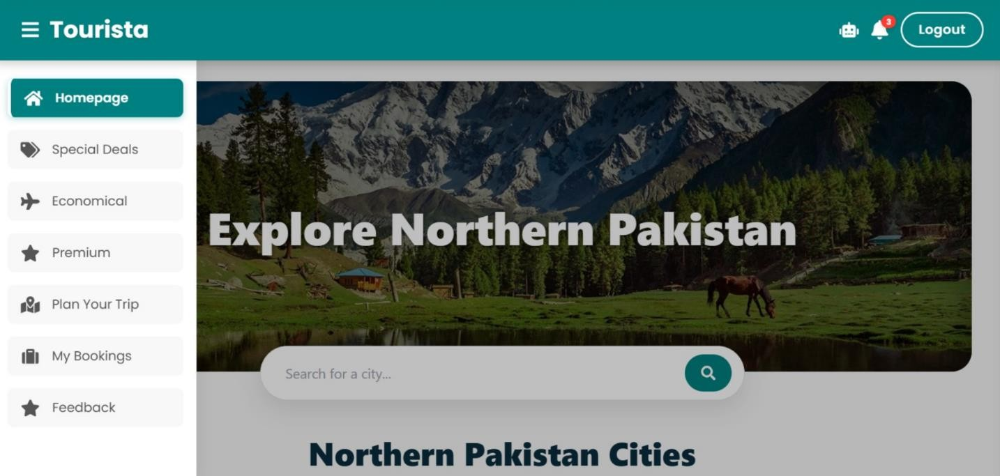 Tourista
3
Logout
Homepage
Special Deals
Economical
Premium
Plan Your Trip
My Bookings
Feedback
Explore Northern Pakistan
Search for a city...
Northern Pakistan Cities